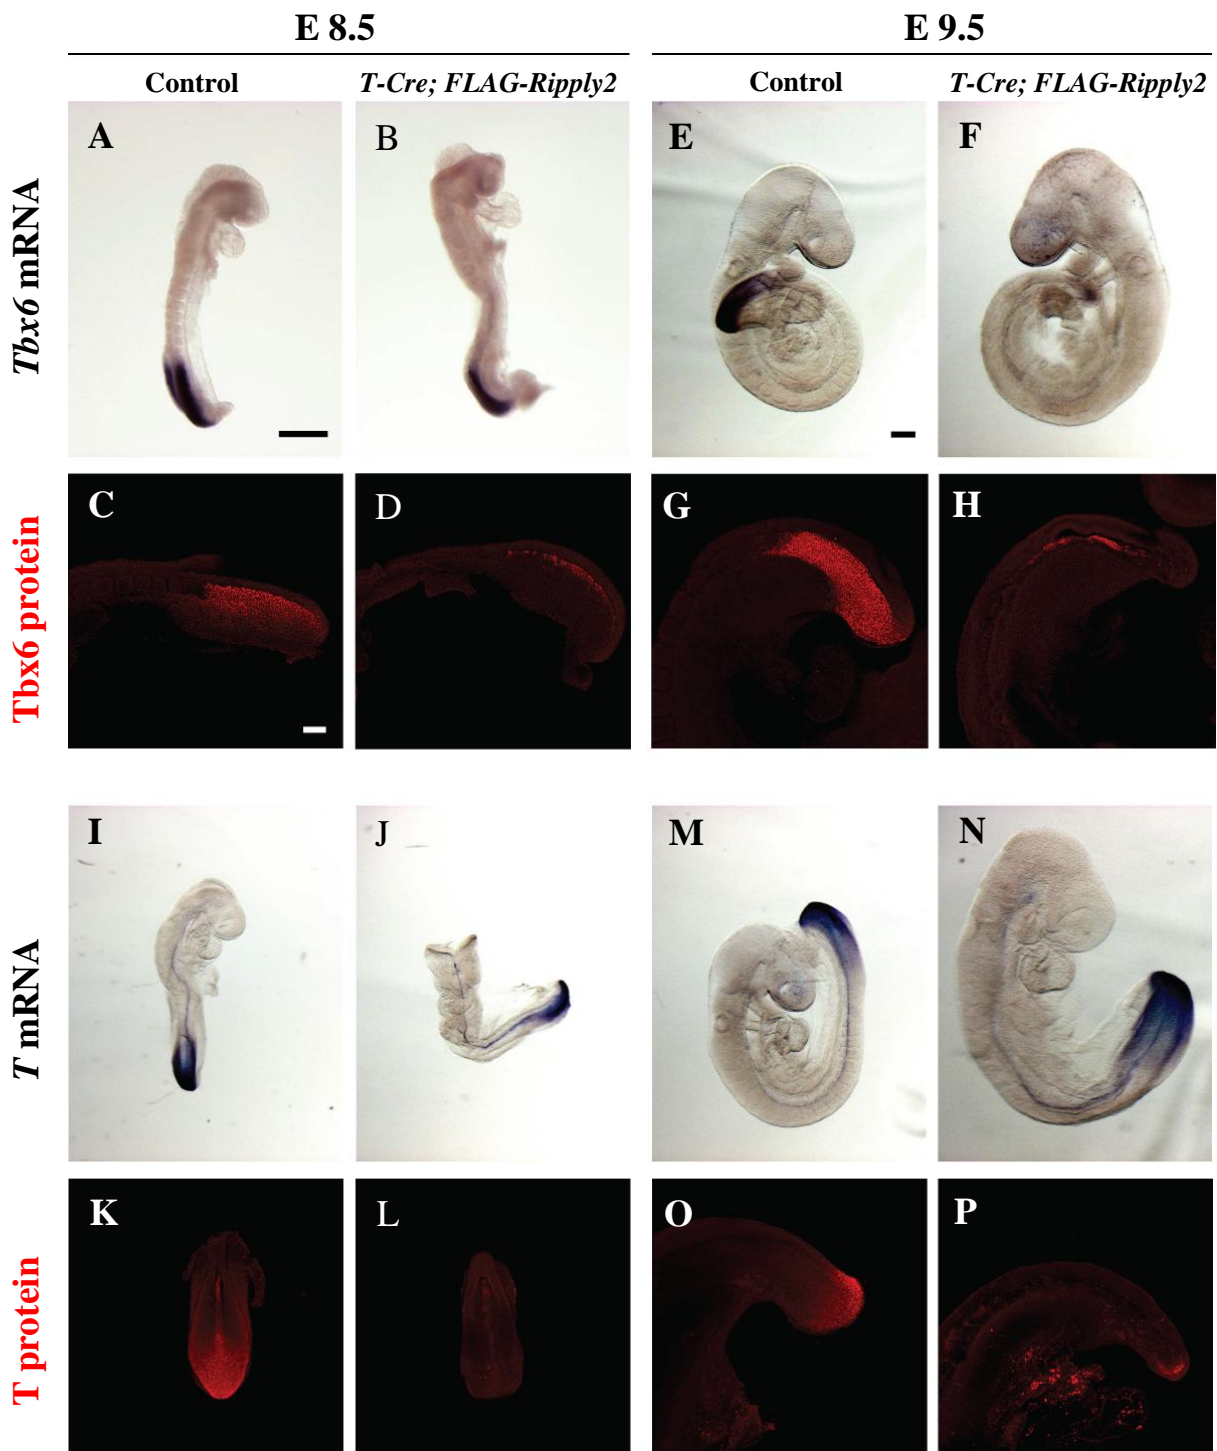 E 8.5
E 9.5
Control
T-Cre; FLAG-Ripply2
Control
T-Cre; FLAG-Ripply2
Tbx6 mRNA
A
B
E
F
Tbx6 protein
C
D
G
H
T mRNA
I
J
M
N
T protein
K
L
O
P